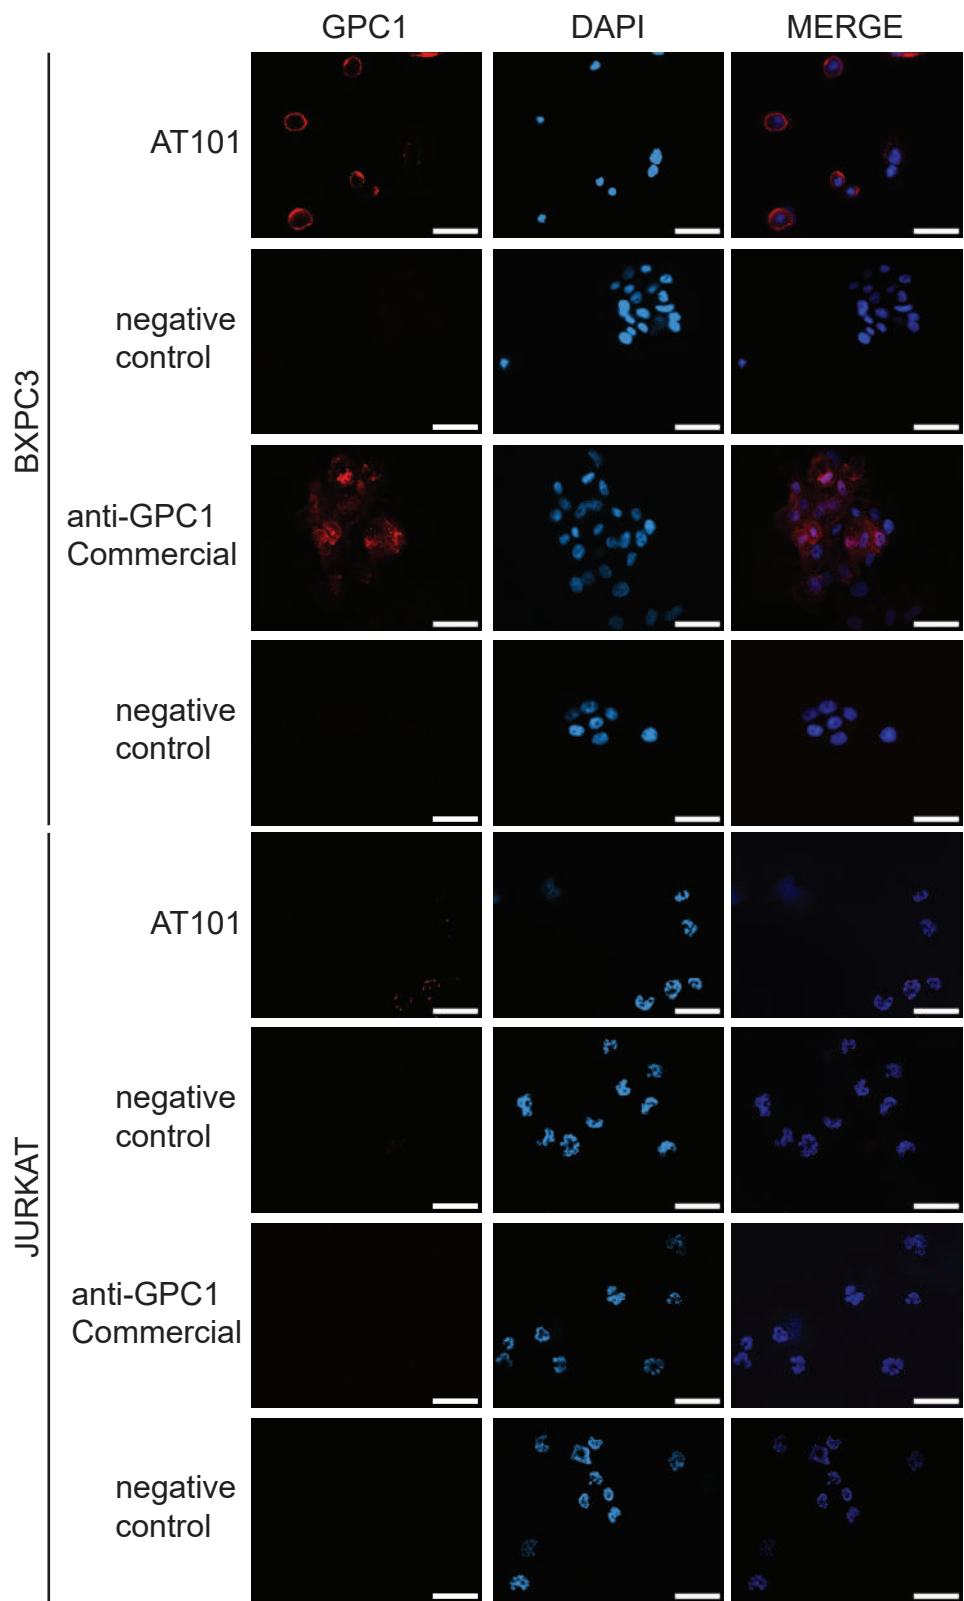 GPC1 DAPI MERGE
BXPC3
AT101
negative
control
anti-GPC1
Commercial
negative
control
JURKAT
AT101
negative
control
anti-GPC1
Commercial
negative
control